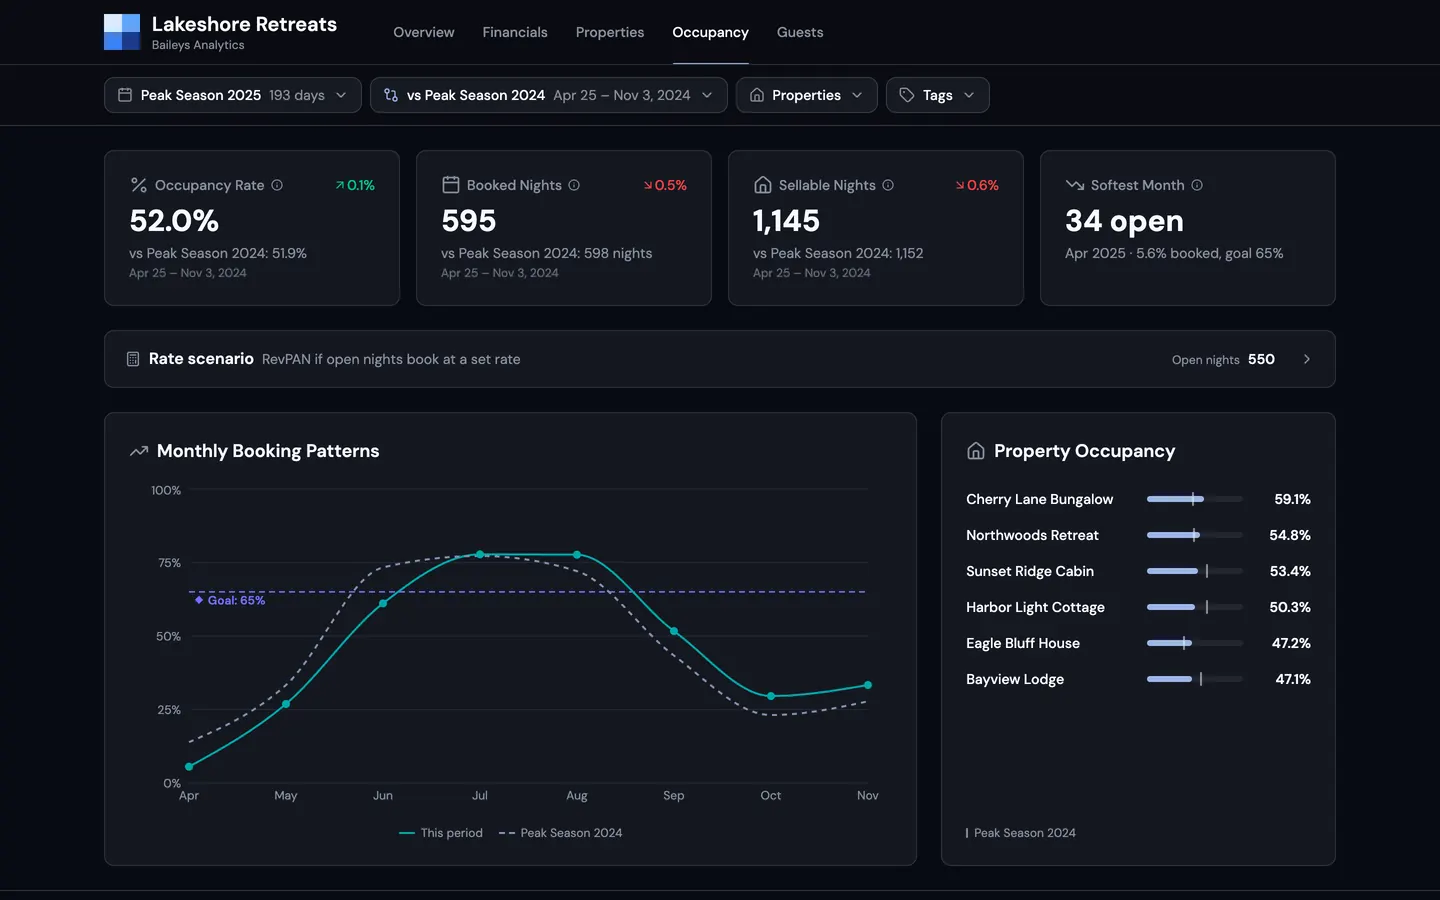 Lakeshore Retreats
Baileys Analytics
Overview Financials Properties Occupancy Guests
Peak Season 2025 193 days
vs Peak Season 2024 Apr 25 – Nov 3, 2024
Properties
Tags
Occupancy Rate 0.1%
52.0%
vs Peak Season 2024: 51.9%
Apr 25 – Nov 3, 2024
Booked Nights 0.5%
595
vs Peak Season 2024: 598 nights
Apr 25 – Nov 3, 2024
Sellable Nights 0.6%
1,145
vs Peak Season 2024: 1,152
Apr 25 – Nov 3, 2024
Softest Month
34 open
Apr 2025 · 5.6% booked, goal 65%
Rate scenario RevPAN if open nights book at a set rate
Open nights 550
Monthly Booking Patterns
100%
75%
Goal: 65%
50%
25%
0%
Apr May Jun Jul Aug Sep Oct Nov
This period Peak Season 2024
Property Occupancy
Cherry Lane Bungalow 59.1%
Northwoods Retreat 54.8%
Sunset Ridge Cabin 53.4%
Harbor Light Cottage 50.3%
Eagle Bluff House 47.2%
Bayview Lodge 47.1%
Peak Season 2024